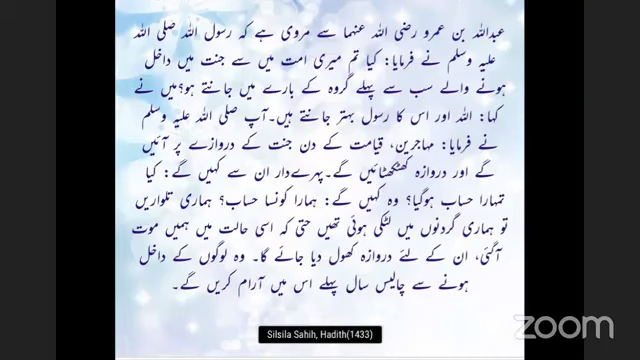 عبداللہ بن عمرو رضی اللہ عنہما سے مروی ہے کہ رسول اللہ صلی اللہ
علیہ وسلم نے فرمایا: کیا تم میری امت میں سے جنت میں داخل
ہونے والے سب سے پہلے گروہ کے بارے میں جانتے ہو؟میں نے
کہا: اللہ اور اس کا رسول بہتر جانتے ہیں۔آپ صلی اللہ علیہ وسلم
نے فرمایا: مہاجرین، قیامت کے دن جنت کے دروازے پر آئیں
گے اور دروازہ کھٹکھٹائیں گے۔پہرےدار ان سے کہیں گے: کیا
تمہارا حساب ہوگیا؟ وہ کہیں گے: ہمارا کونسا حساب؟ ہماری تلواریں
تو ہماری گردنوں میں لٹکی ہوئی تھیں حتی کہ اسی حالت میں ہمیں موت
آگئی، ان کے لئے دروازہ کھول دیا جائے گا۔ وہ لوگوں کے داخل
ہونے سے چالیس سال پہلے اس میں آرام کریں گے۔
Silsila Sahih, Hadith(1433)
zoom